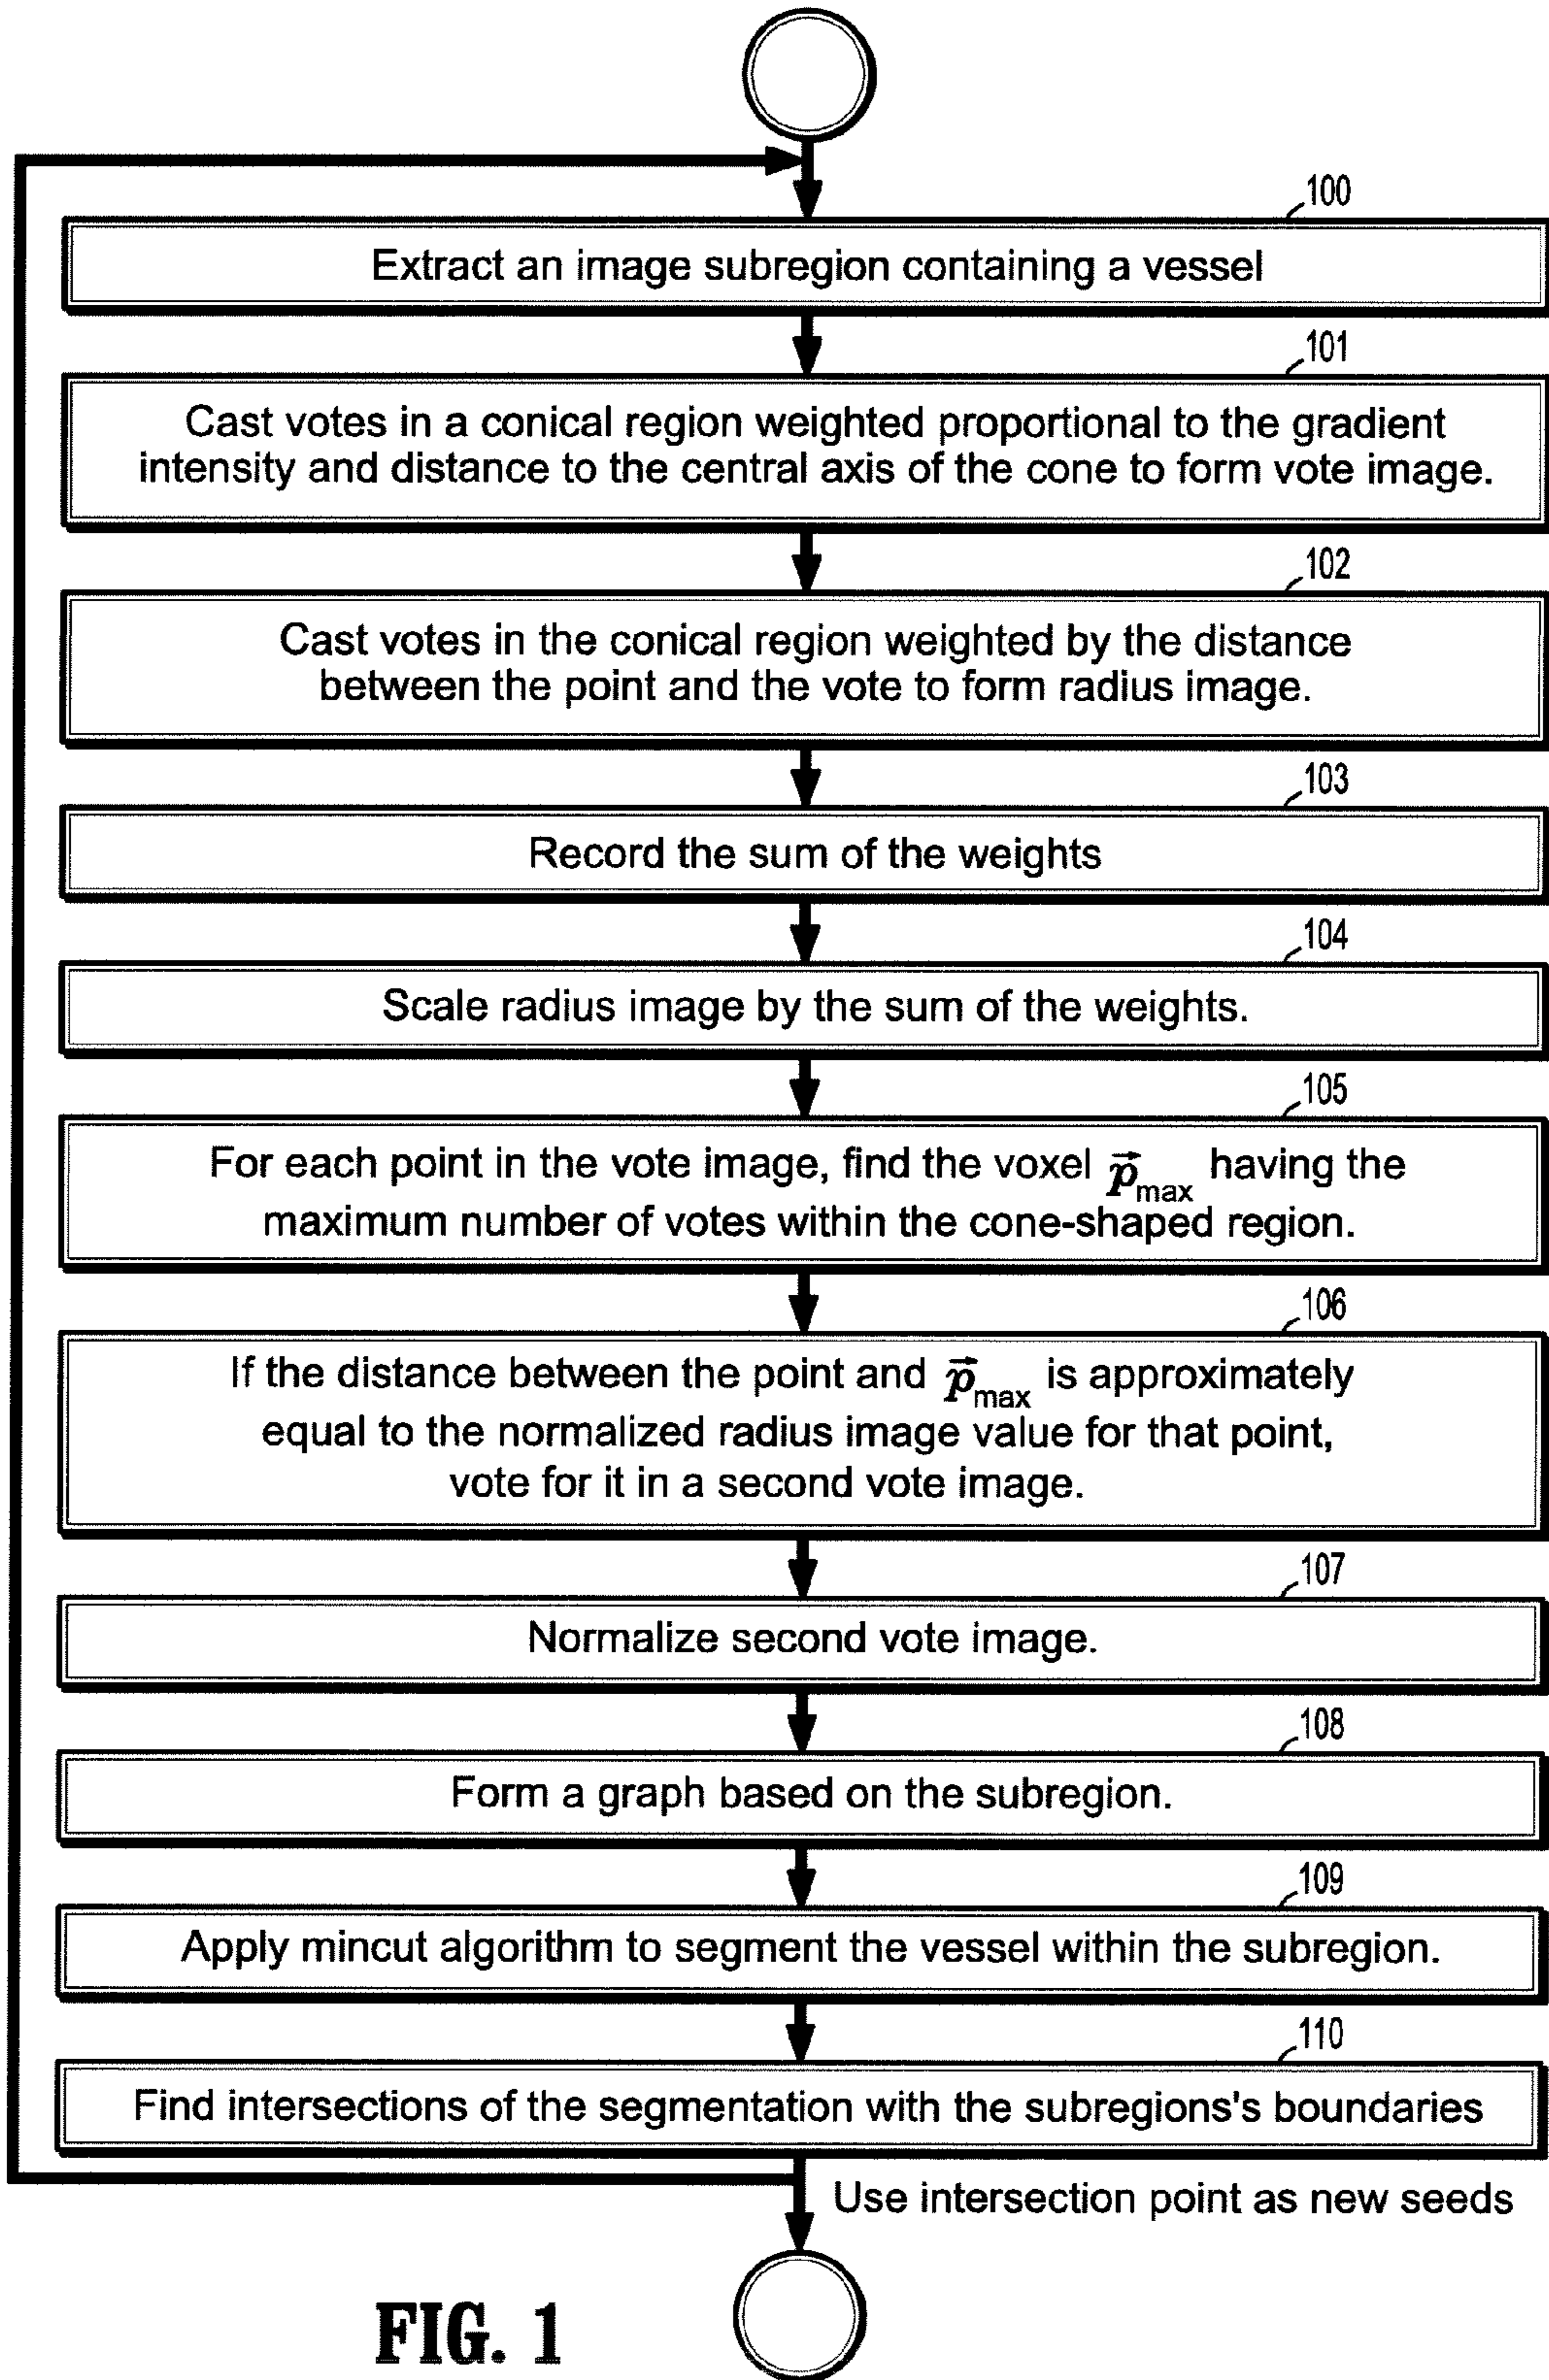 100
Extract an image subregion containing a vessel
101
Cast votes in a conical region weighted proportional to the gradient
intensity and distance to the central axis of the cone to form vote image.
102
Cast votes in the conical region weighted by the distance
between the point and the vote to form radius image.
103
Record the sum of the weights
104
Scale radius image by the sum of the weights.
105
For each point in the vote image, find the voxel p⃗max having the
maximum number of votes within the cone-shaped region.
106
If the distance between the point and p⃗max is approximately
equal to the normalized radius image value for that point,
vote for it in a second vote image.
107
Normalize second vote image.
108
Form a graph based on the subregion.
109
Apply mincut algorithm to segment the vessel within the subregion.
110
Find intersections of the segmentation with the subregions's boundaries
Use intersection point as new seeds
FIG. 1